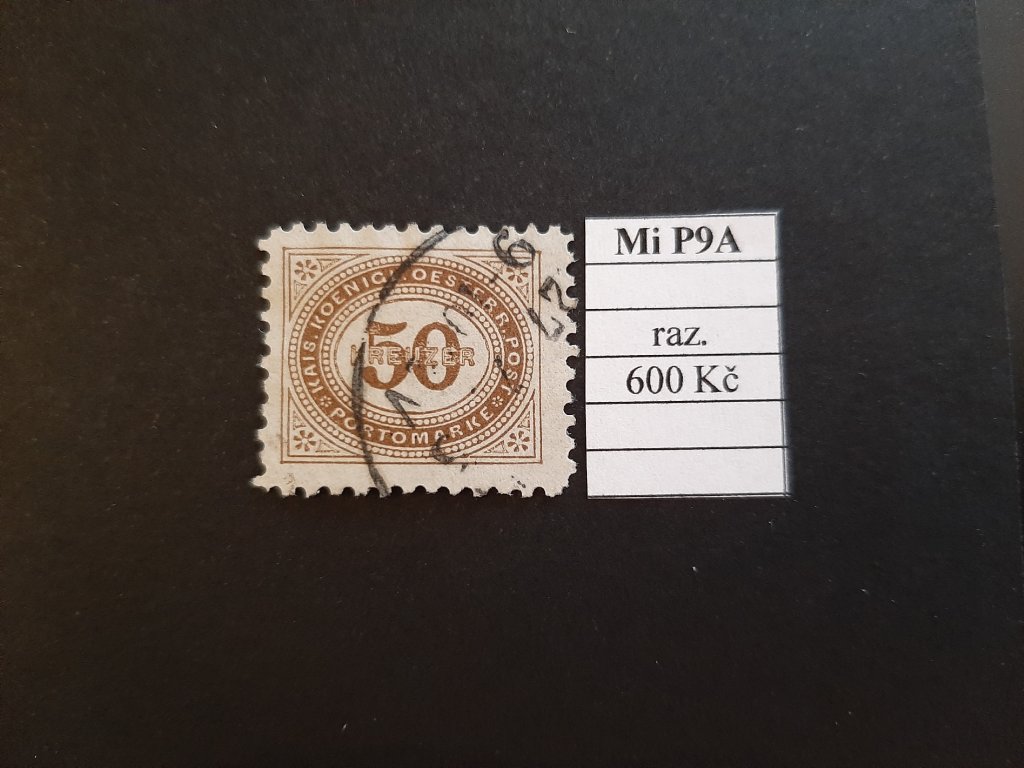 KAIS. KOENIGL. OESTERR. POST
50
KREUZER
PORTOMARKE
Mi P9A
raz.
600 Kč